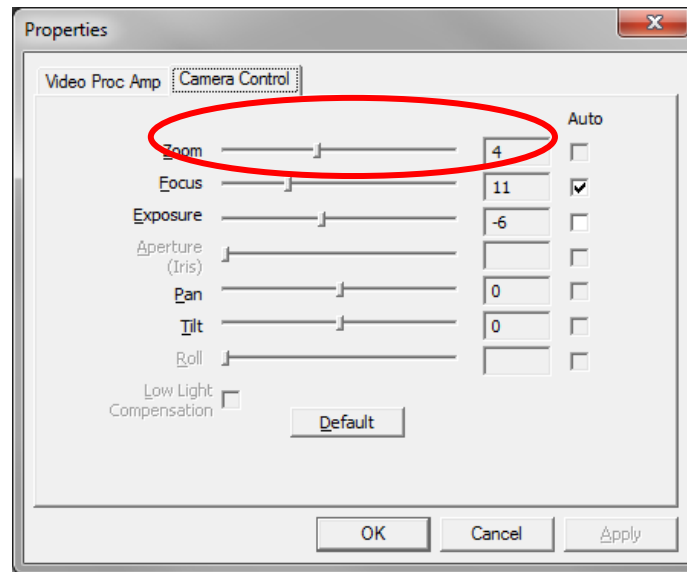 Properties
Video Proc Amp Camera Control
Auto
Zoom 4
Focus 11
Exposure -6
Aperture
(Iris)
Pan 0
Tilt 0
Roll
Low Light
Compensation
Default
OK Cancel Apply